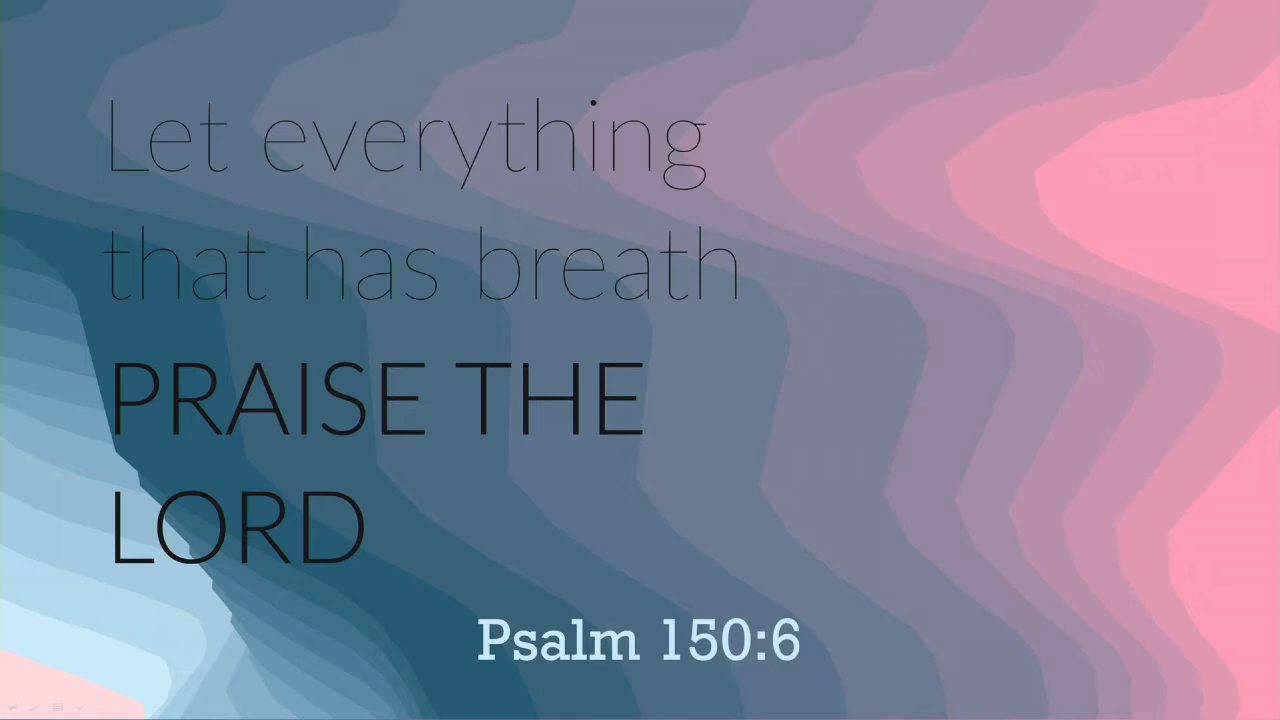 Let everything
that has breath
PRAISE THE
LORD
Psalm 150:6